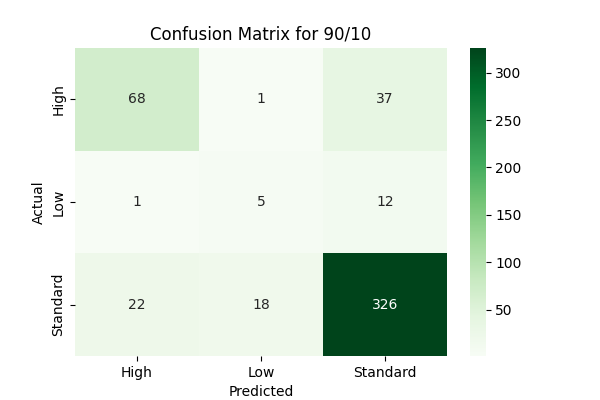 Confusion Matrix for 90/10
High 68 1 37
Low 1 5 12
Standard 22 18 326
High Low Standard
Predicted
Actual
300
250
200
150
100
50